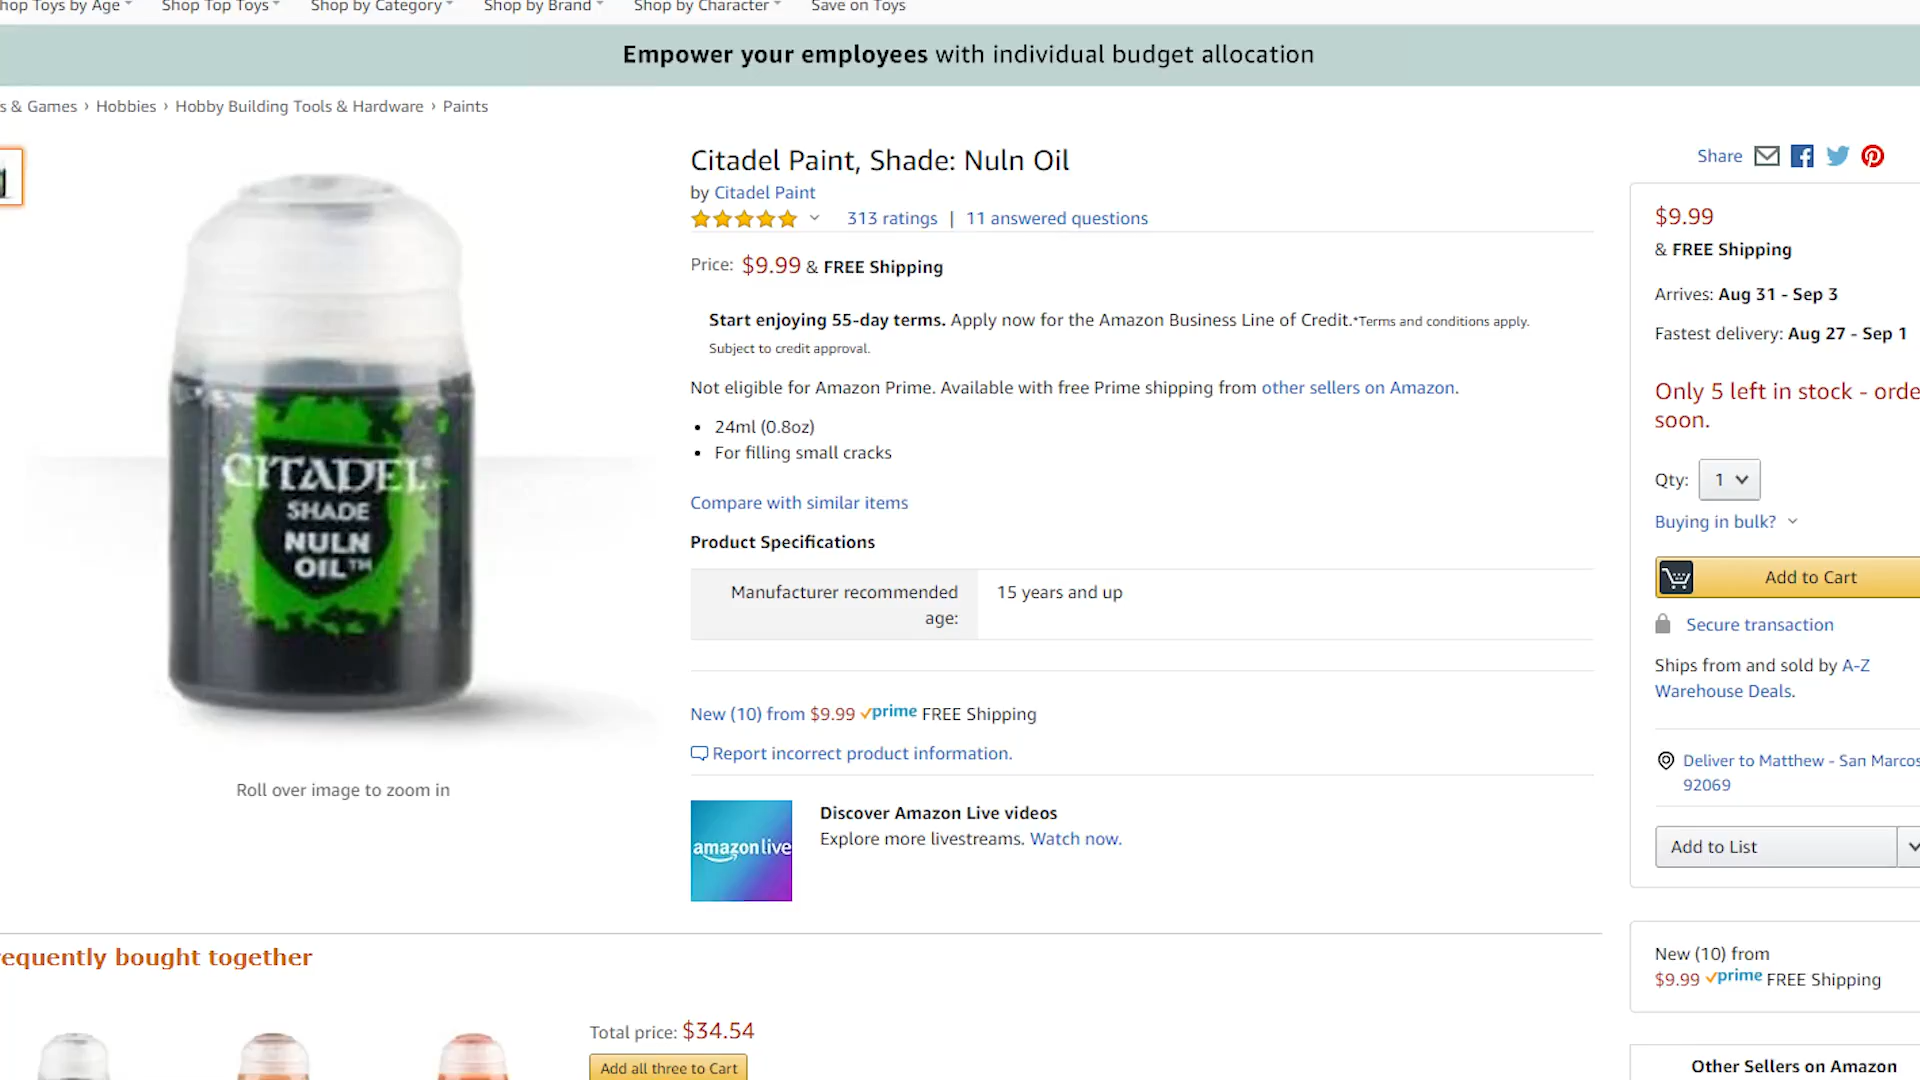 hop Toys by Age Shop Top Toys Shop by Category Shop by Brand Shop by Character Save on Toys
Empower your employees with individual budget allocation
s & Games › Hobbies › Hobby Building Tools & Hardware › Paints
CITADEL
SHADE
NULN
OIL™
Roll over image to zoom in
Citadel Paint, Shade: Nuln Oil
by Citadel Paint
313 ratings | 11 answered questions
Price: $9.99 & FREE Shipping
Start enjoying 55-day terms. Apply now for the Amazon Business Line of Credit.*Terms and conditions apply.
Subject to credit approval.
Not eligible for Amazon Prime. Available with free Prime shipping from other sellers on Amazon.
• 24ml (0.8oz)
• For filling small cracks
Compare with similar items
Product Specifications
Manufacturer recommended
age:
15 years and up
New (10) from $9.99 prime FREE Shipping
Report incorrect product information.
amazon live
Discover Amazon Live videos
Explore more livestreams. Watch now.
Share
$9.99
& FREE Shipping
Arrives: Aug 31 - Sep 3
Fastest delivery: Aug 27 - Sep 1
Only 5 left in stock - orde
soon.
Qty: 1
Buying in bulk?
Add to Cart
Secure transaction
Ships from and sold by A-Z
Warehouse Deals.
Deliver to Matthew - San Marcos
92069
Add to List
New (10) from
$9.99 prime FREE Shipping
Other Sellers on Amazon
equently bought together
Total price: $34.54
Add all three to Cart